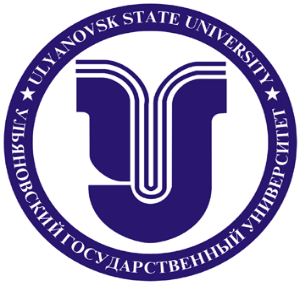 ULYANOVSK STATE UNIVERSITY
УЛЬЯНОВСКИЙ ГОСУДАРСТВЕННЫЙ УНИВЕРСИТЕТ